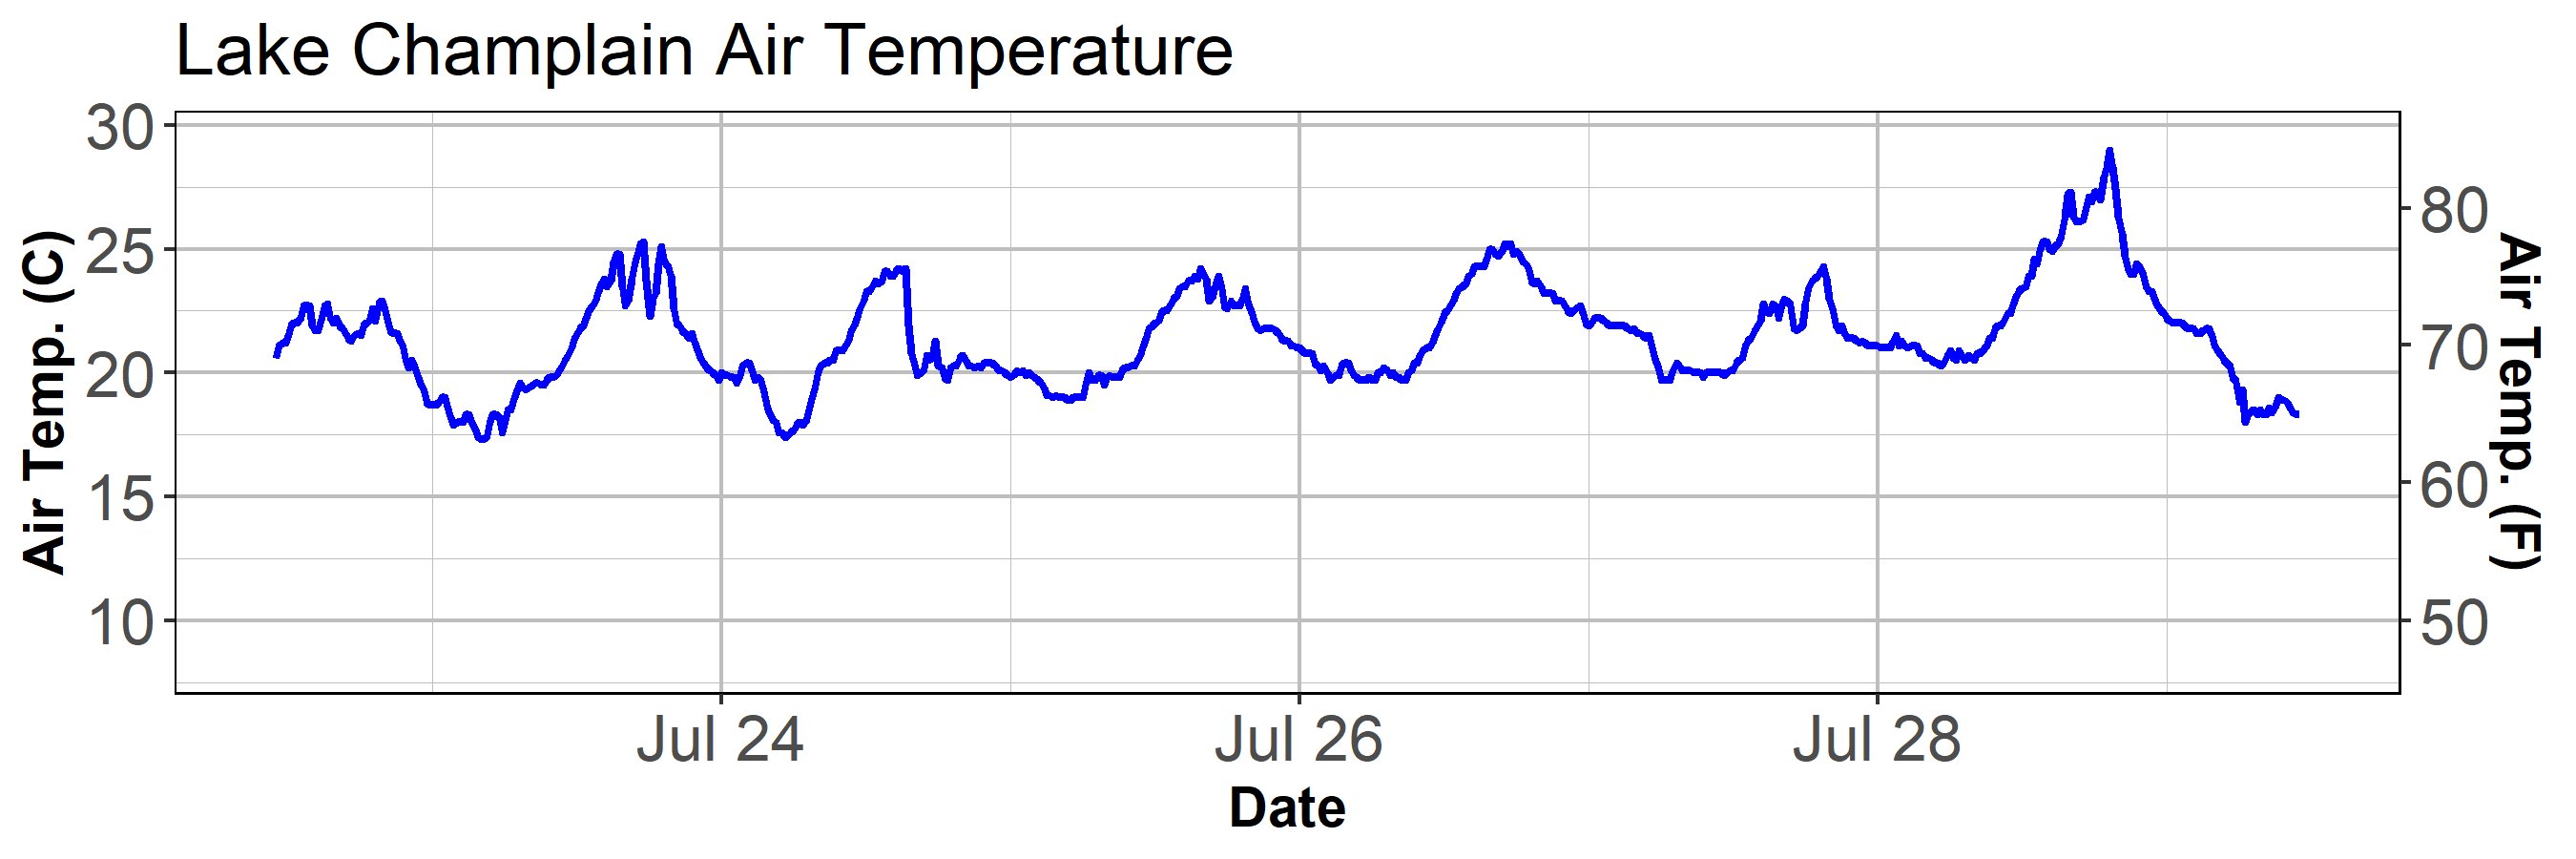 Lake Champlain Air Temperature
30
25
20
15
10
Air Temp. (C)
80
70
60
50
Air Temp. (F)
Jul 24
Jul 26
Jul 28
Date